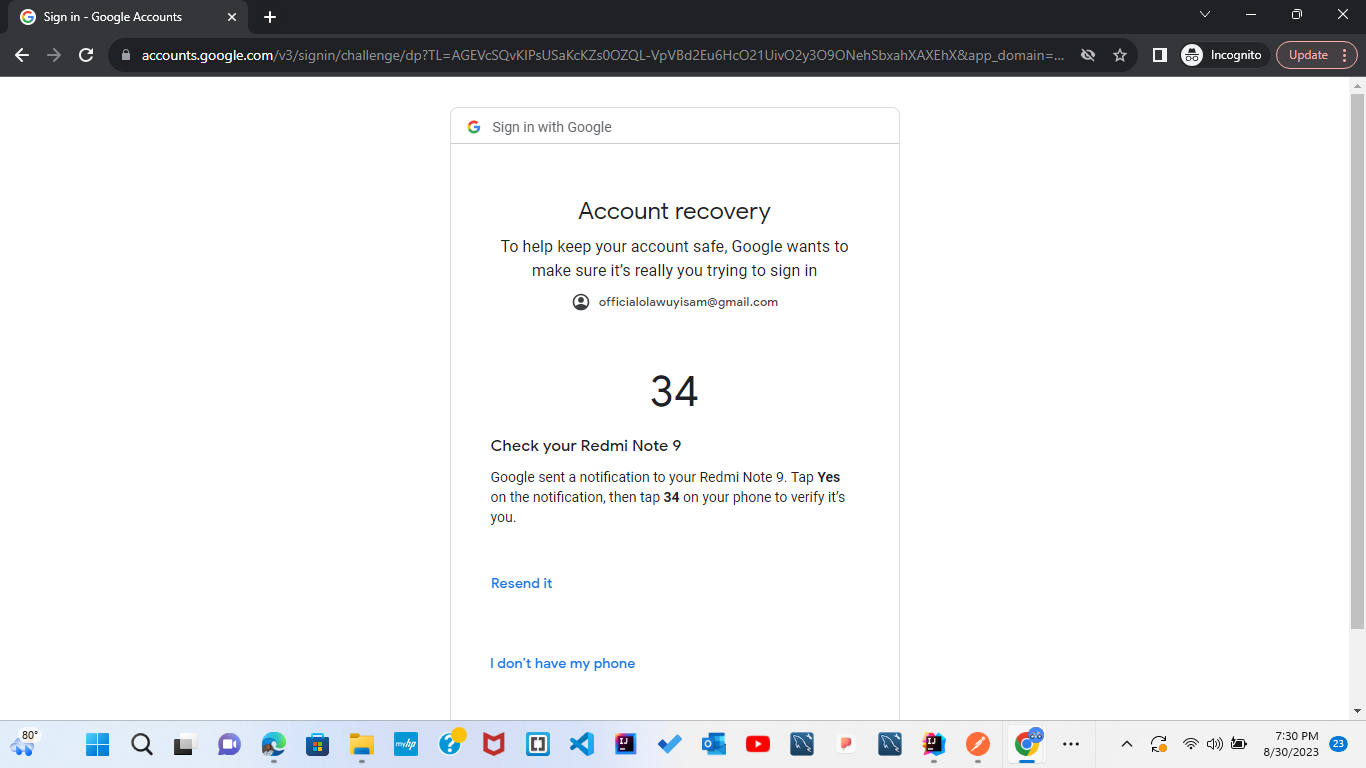 Sign in - Google Accounts
accounts.google.com/v3/signin/challenge/dp?TL=AGEVcSQvKIPsUSaKcKZs0OZQL-VpVBd2Eu6HcO21UivO2y3O9ONehSbxahXAXEhX&app_domain=...
Incognito
Update
Sign in with Google
Account recovery
To help keep your account safe, Google wants to
make sure it's really you trying to sign in
officialolawuyisam@gmail.com
34
Check your Redmi Note 9
Google sent a notification to your Redmi Note 9. Tap Yes
on the notification, then tap 34 on your phone to verify it's
you.
Resend it
I don't have my phone
80°
myhp
IJ
IJ
7:30 PM
8/30/2023
23